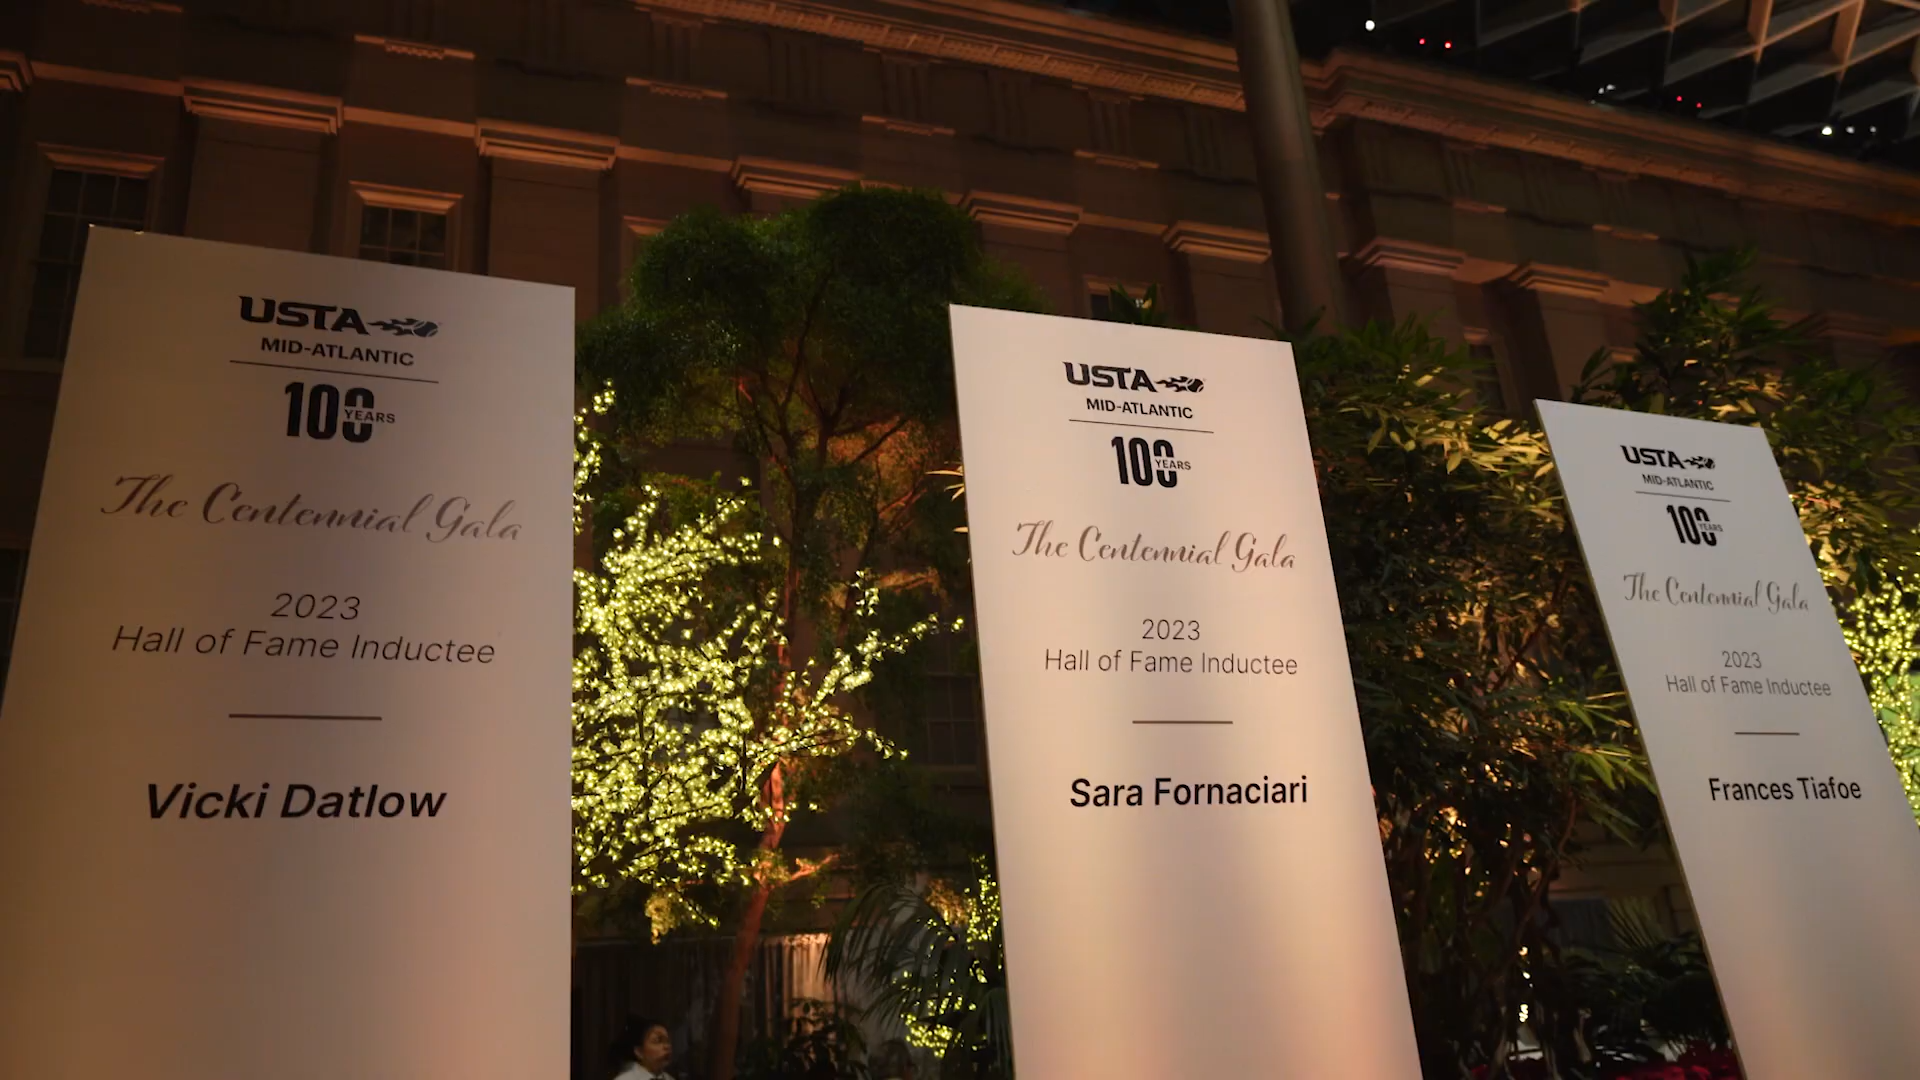 USTA
MID-ATLANTIC
100 YEARS
The Centennial Gala
2023
Hall of Fame Inductee
Vicki Datlow
USTA
MID-ATLANTIC
100 YEARS
The Centennial Gala
2023
Hall of Fame Inductee
Sara Fornaciari
USTA
MID-ATLANTIC
100 YEARS
The Centennial Gala
2023
Hall of Fame Inductee
Frances Tiafoe